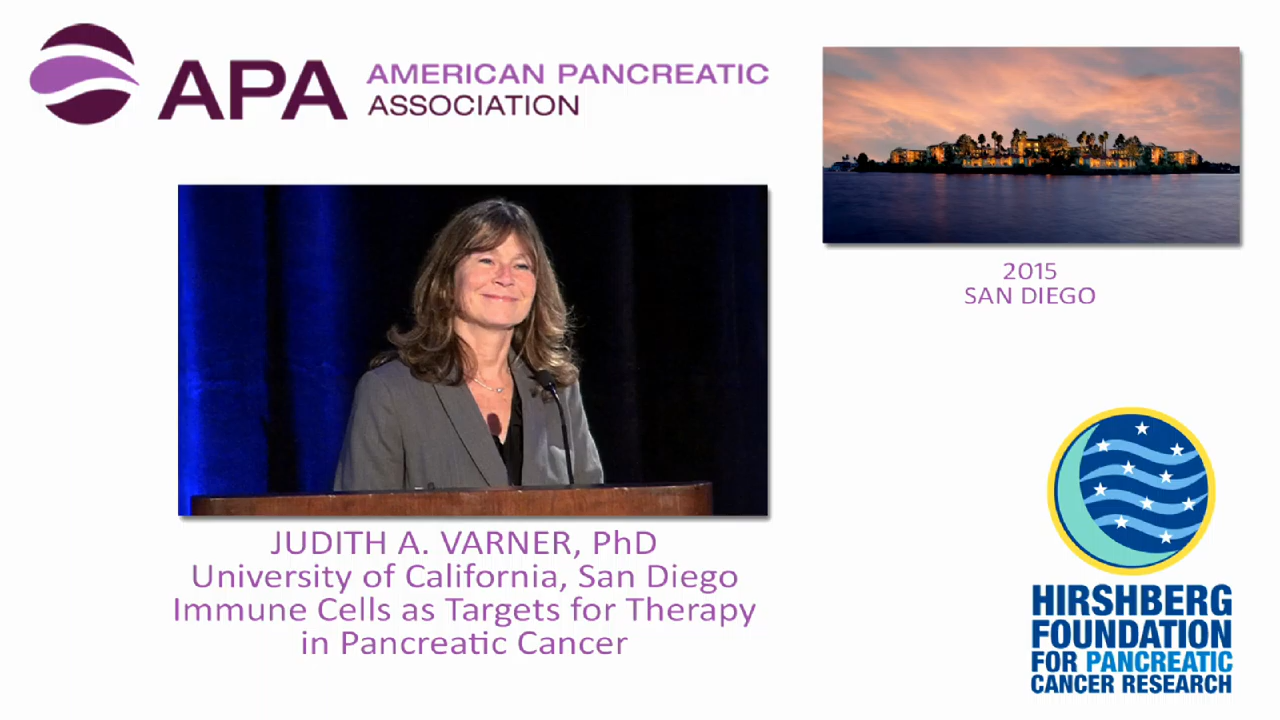 APA AMERICAN PANCREATIC
ASSOCIATION
2015
SAN DIEGO
JUDITH A. VARNER, PhD
University of California, San Diego
Immune Cells as Targets for Therapy
in Pancreatic Cancer
HIRSHBERG
FOUNDATION
FOR PANCREATIC
CANCER RESEARCH